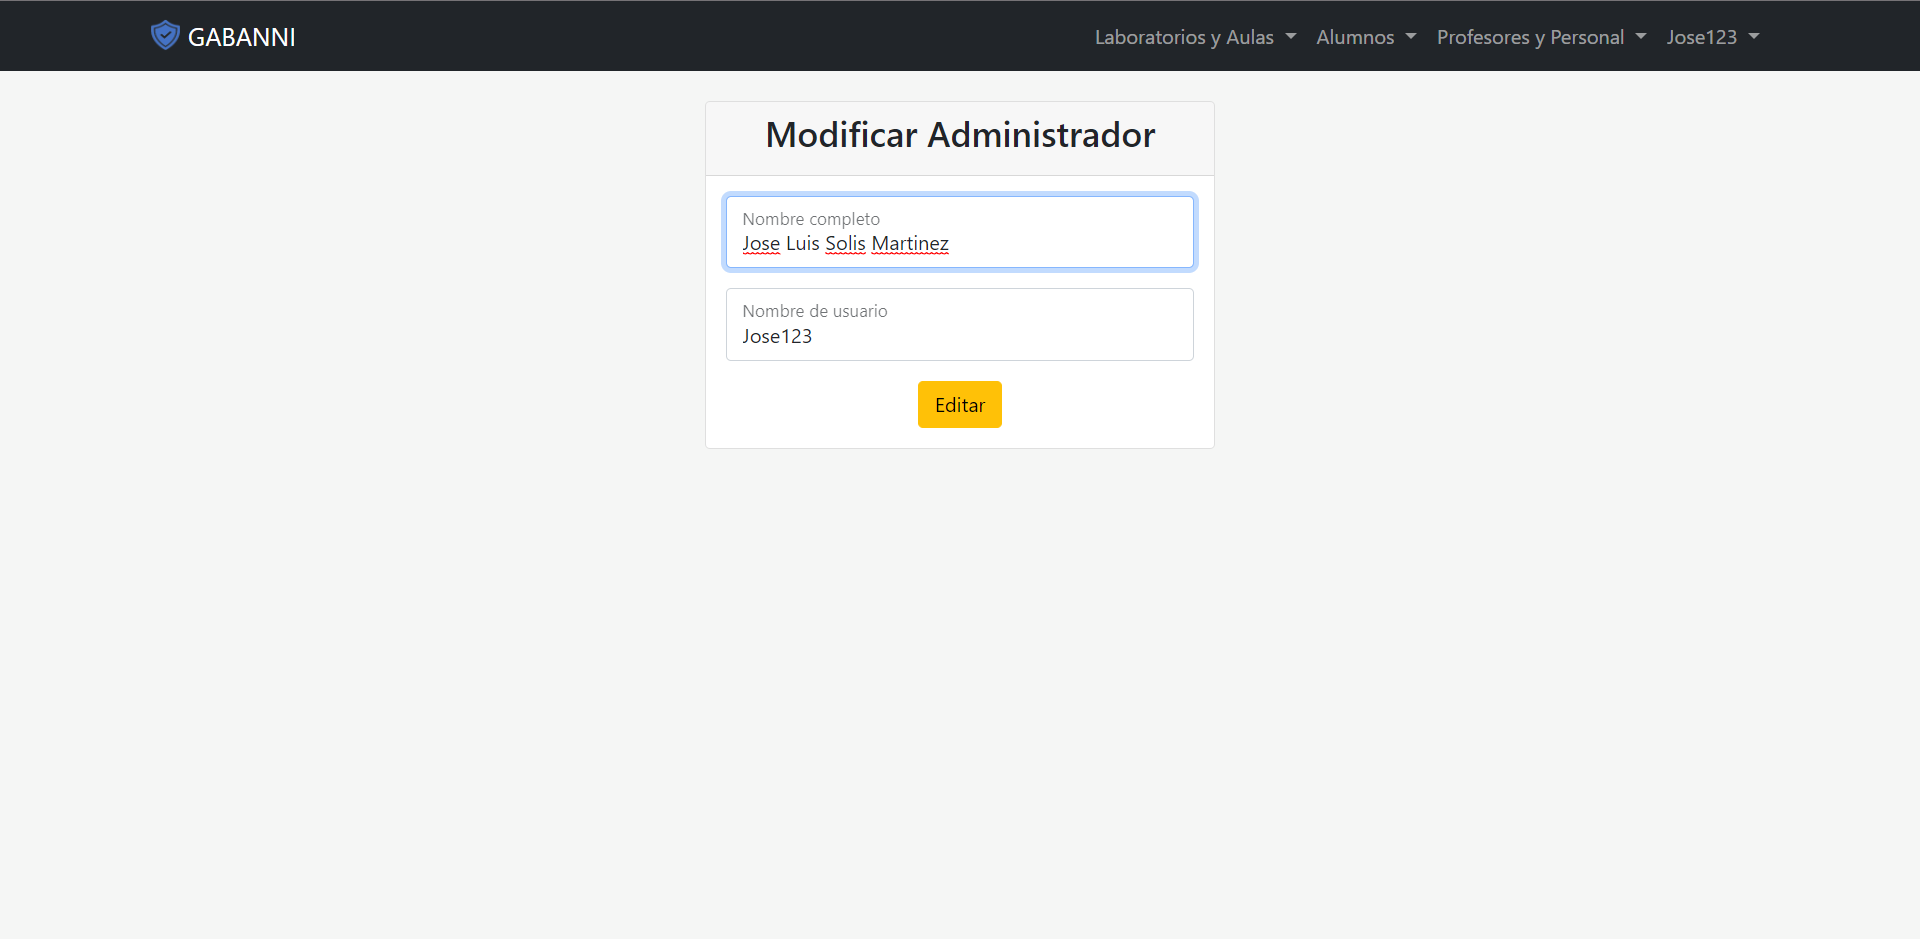 GABANNI
Laboratorios y Aulas
Alumnos
Profesores y Personal
Jose123
Modificar Administrador
Nombre completo
Jose Luis Solis Martinez
Nombre de usuario
Jose123
Editar